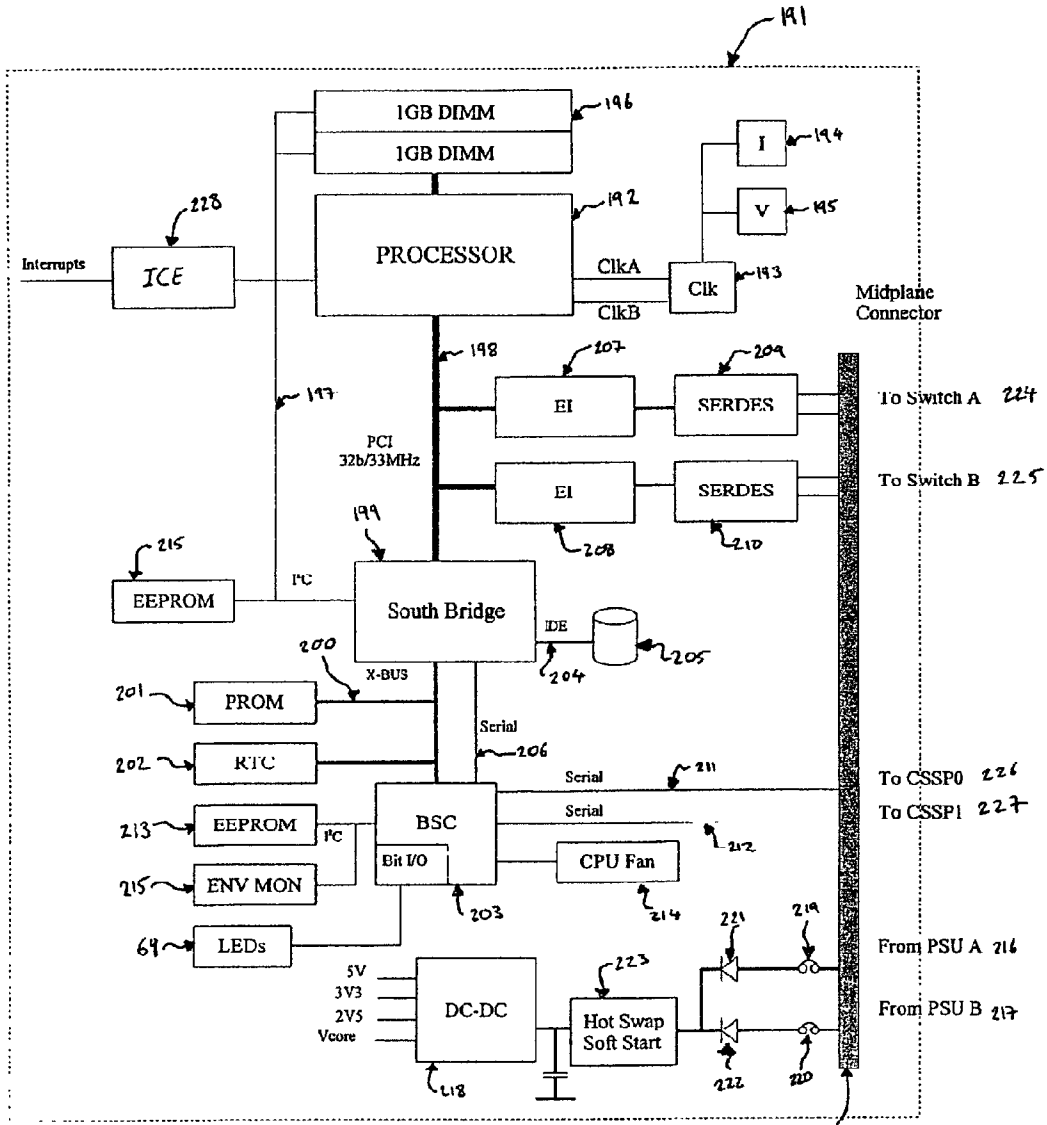 191
1GB DIMM
196
1GB DIMM
I
194
228
192
V
195
Interrupts
ICE
PROCESSOR
ClkA
ClkB
Clk
193
Midplane
Connector
198
207
209
197
EI
SERDES
To Switch A 224
PCI
32b/33MHz
EI
SERDES
To Switch B 225
208
210
215
199
EEPROM
I²C
South Bridge
IDE
204
205
200
X-BUS
201
PROM
Serial
206
202
RTC
Serial
211
To CSSP0 226
213
EEPROM
I²C
BSC
Serial
212
To CSSP1 227
Bit I/O
CPU Fan
215
ENV MON
203
214
69
LEDs
221
219
From PSU A 216
5V
223
3V3
2V5
Vcore
DC-DC
Hot Swap
Soft Start
From PSU B 217
218
222
220